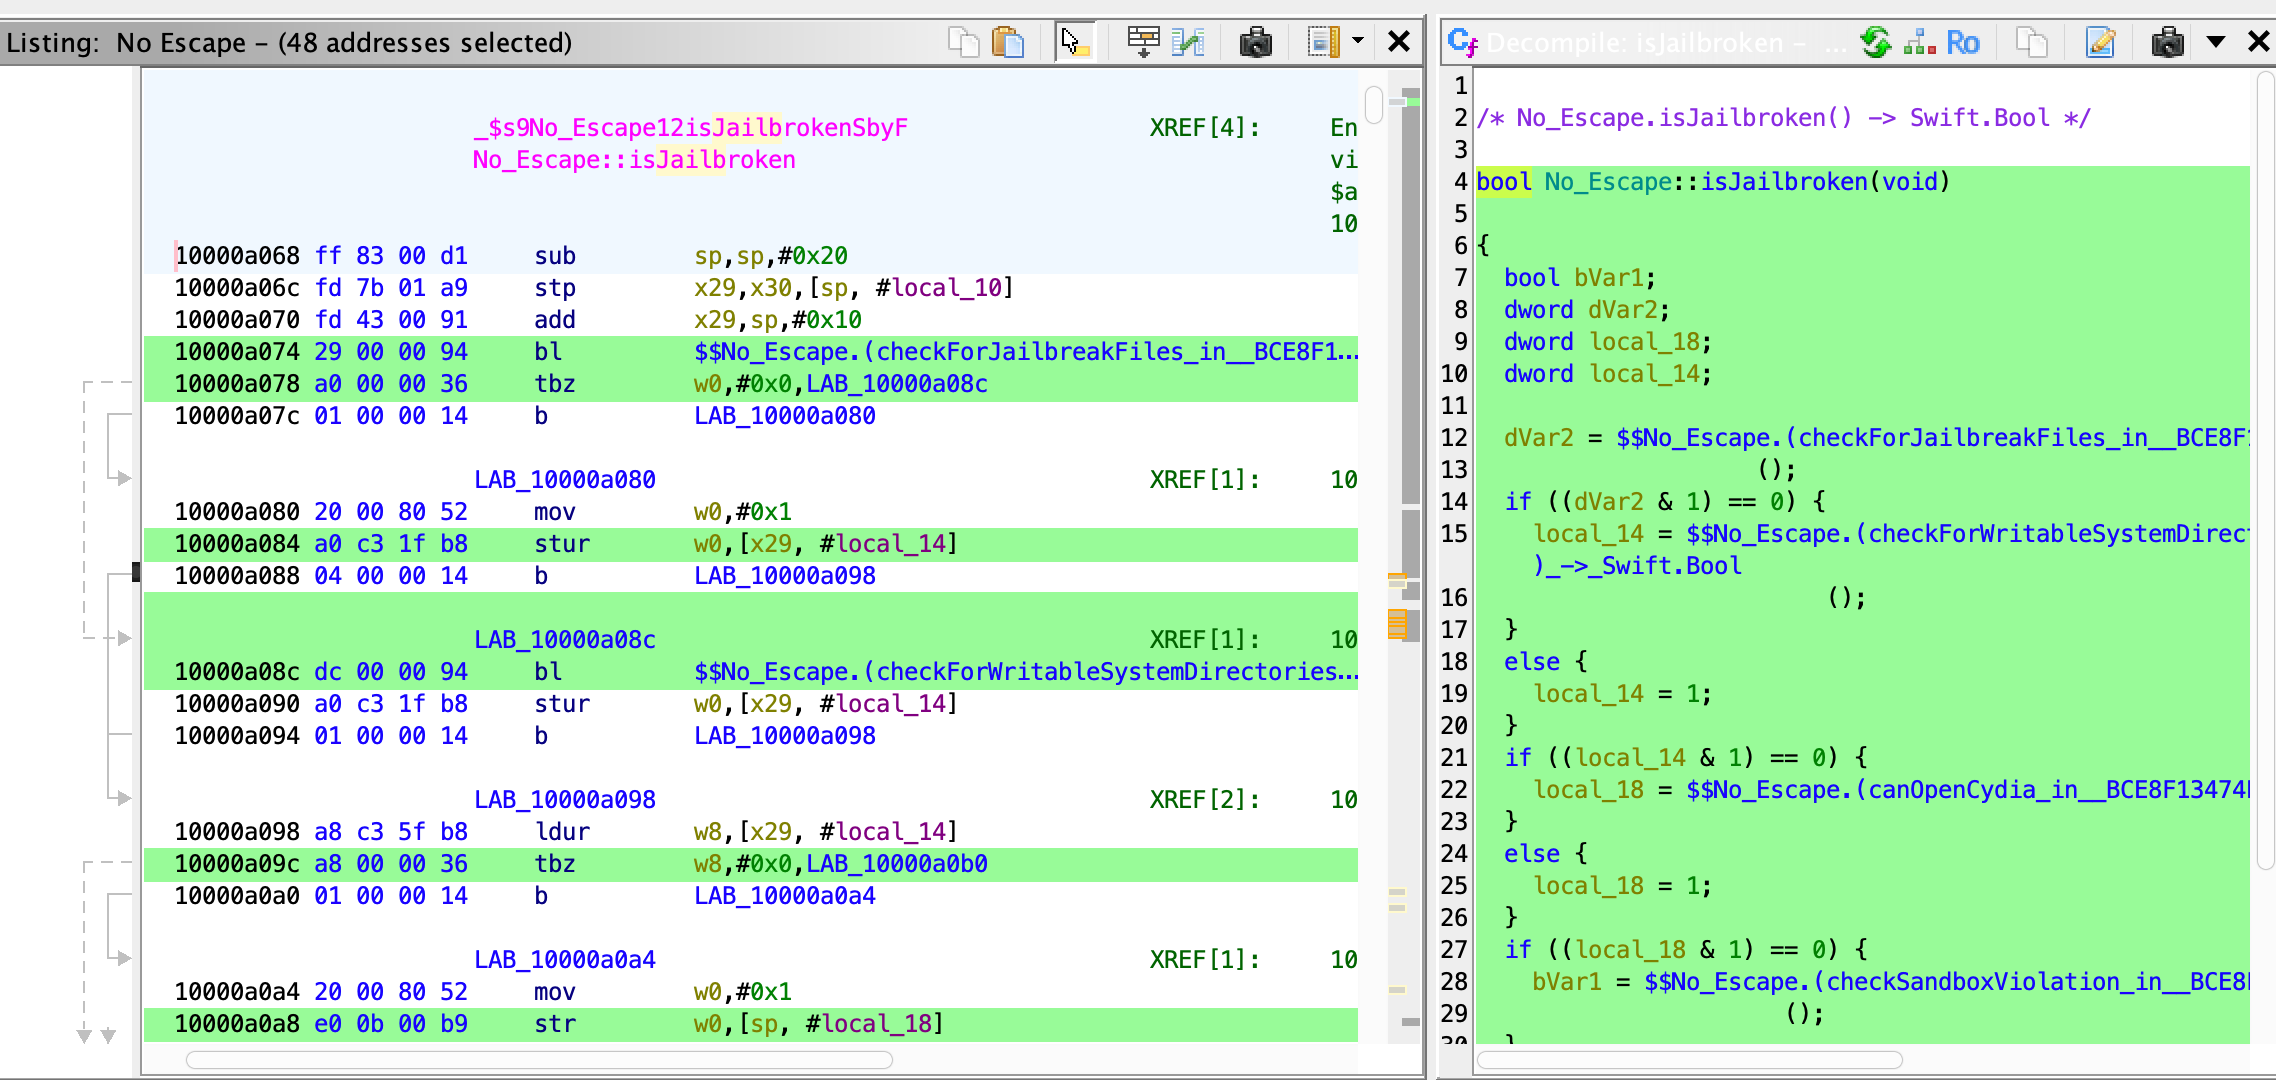 Listing: No Escape – (48 addresses selected)
_$s9No_Escape12isJailbrokenSbyF XREF[4]: En
No_Escape::isJailbroken vi
$a
10
10000a068 ff 83 00 d1 sub sp,sp,#0x20
10000a06c fd 7b 01 a9 stp x29,x30,[sp, #local_10]
10000a070 fd 43 00 91 add x29,sp,#0x10
10000a074 29 00 00 94 bl $$No_Escape.(checkForJailbreakFiles_in__BCE8F1...
10000a078 a0 00 00 36 tbz w0,#0x0,LAB_10000a08c
10000a07c 01 00 00 14 b LAB_10000a080
LAB_10000a080 XREF[1]: 10
10000a080 20 00 80 52 mov w0,#0x1
10000a084 a0 c3 1f b8 stur w0,[x29, #local_14]
10000a088 04 00 00 14 b LAB_10000a098
LAB_10000a08c XREF[1]: 10
10000a08c dc 00 00 94 bl $$No_Escape.(checkForWritableSystemDirectories...
10000a090 a0 c3 1f b8 stur w0,[x29, #local_14]
10000a094 01 00 00 14 b LAB_10000a098
LAB_10000a098 XREF[2]: 10
10000a098 a8 c3 5f b8 ldur w8,[x29, #local_14]
10000a09c a8 00 00 36 tbz w8,#0x0,LAB_10000a0b0
10000a0a0 01 00 00 14 b LAB_10000a0a4
LAB_10000a0a4 XREF[1]: 10
10000a0a4 20 00 80 52 mov w0,#0x1
10000a0a8 e0 0b 00 b9 str w0,[sp, #local_18]
Decompile: isJailbroken – ... Ro
1
2 /* No_Escape.isJailbroken() -> Swift.Bool */
3
4 bool No_Escape::isJailbroken(void)
5
6 {
7 bool bVar1;
8 dword dVar2;
9 dword local_18;
10 dword local_14;
11
12 dVar2 = $$No_Escape.(checkForJailbreakFiles_in__BCE8F
13 ();
14 if ((dVar2 & 1) == 0) {
15 local_14 = $$No_Escape.(checkForWritableSystemDirec
)_->_Swift.Bool
16 ();
17 }
18 else {
19 local_14 = 1;
20 }
21 if ((local_14 & 1) == 0) {
22 local_18 = $$No_Escape.(canOpenCydia_in__BCE8F13474
23 }
24 else {
25 local_18 = 1;
26 }
27 if ((local_18 & 1) == 0) {
28 bVar1 = $$No_Escape.(checkSandboxViolation_in__BCE8
29 ();
30 }